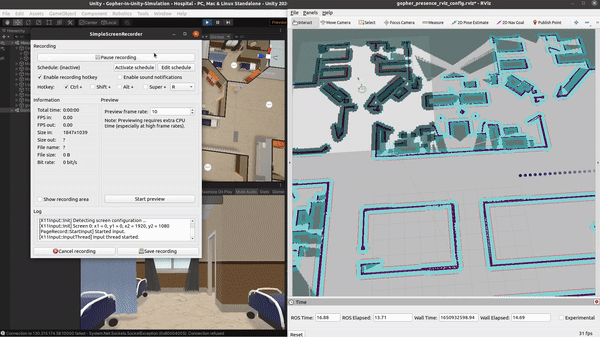 Unity - Gopher-In-Unity-Simulation - Hospital - PC, Mac & Linux Standalone - Unity 202
gopher_presence_rviz_config.rviz* - RViz
File Panels Help
Interact Move Camera Select Focus Camera Measure 2D Pose Estimate 2D Nav Goal Publish Point
SimpleScreenRecorder
Recording
Pause recording
Schedule: (inactive) Activate schedule Edit schedule
Enable recording hotkey Enable sound notifications
Hotkey: Ctrl + Shift + Alt + Super + R
Information
Total time: 0:00:00
FPS in: 0.00
FPS out: 0.00
Size in: 1847x1039
Size out: ?
File name: ?
File size: 0 B
Bit rate: 0 bit/s
Show recording area
Preview
Preview frame rate: 10
Note: Previewing requires extra CPU
time (especially at high frame rates).
Start preview
Log
[X11Input::Init] Detecting screen configuration ...
[X11Input::Init] Screen 0: x1 = 0, y1 = 0, x2 = 1920, y2 = 1080
[PageRecord::StartInput] Started input.
[X11Input::InputThread] Input thread started.
Cancel recording Save recording
Time
ROS Time: 16.88 ROS Elapsed: 13.71 Wall Time: 1650932598.94 Wall Elapsed: 14.69 Experimental
Reset 31 fps